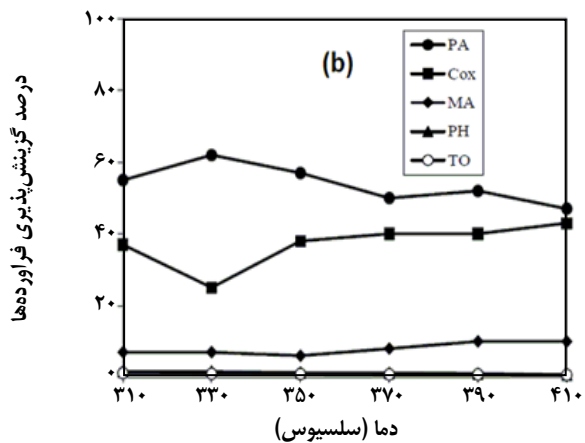 درصد گزینش‌پذیری فراورده‌ها
۱۰۰
۸۰
۶۰
۴۰
۲۰
۰
(b)
PA
Cox
MA
PH
TO
۳۱۰ ۳۳۰ ۳۵۰ ۳۷۰ ۳۹۰ ۴۱۰
دما (سلسیوس)